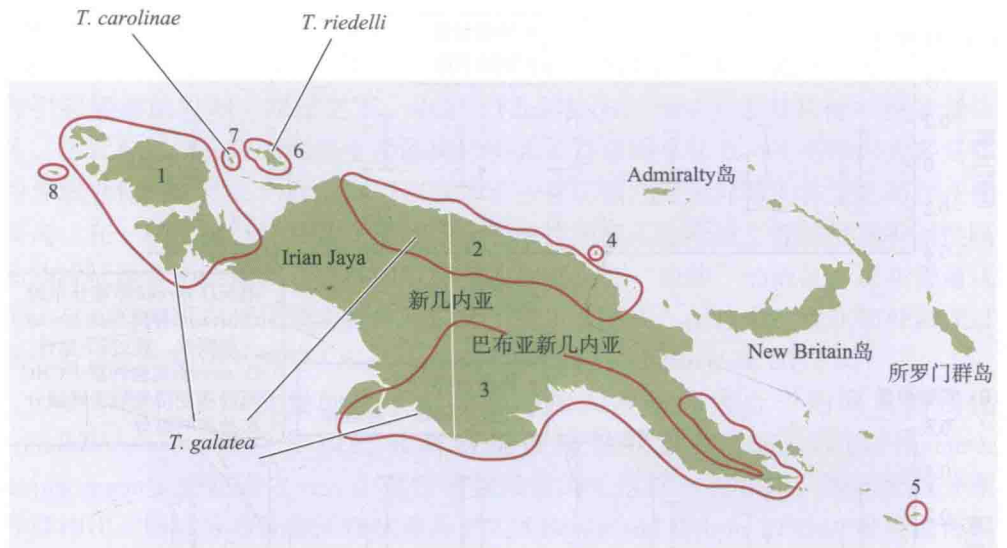 T. carolinae
T. riedelli
7
6
8
1
Admiralty岛
2
4
Irian Jaya
新几内亚
巴布亚新几内亚
New Britain岛
3
所罗门群岛
T. galatea
5